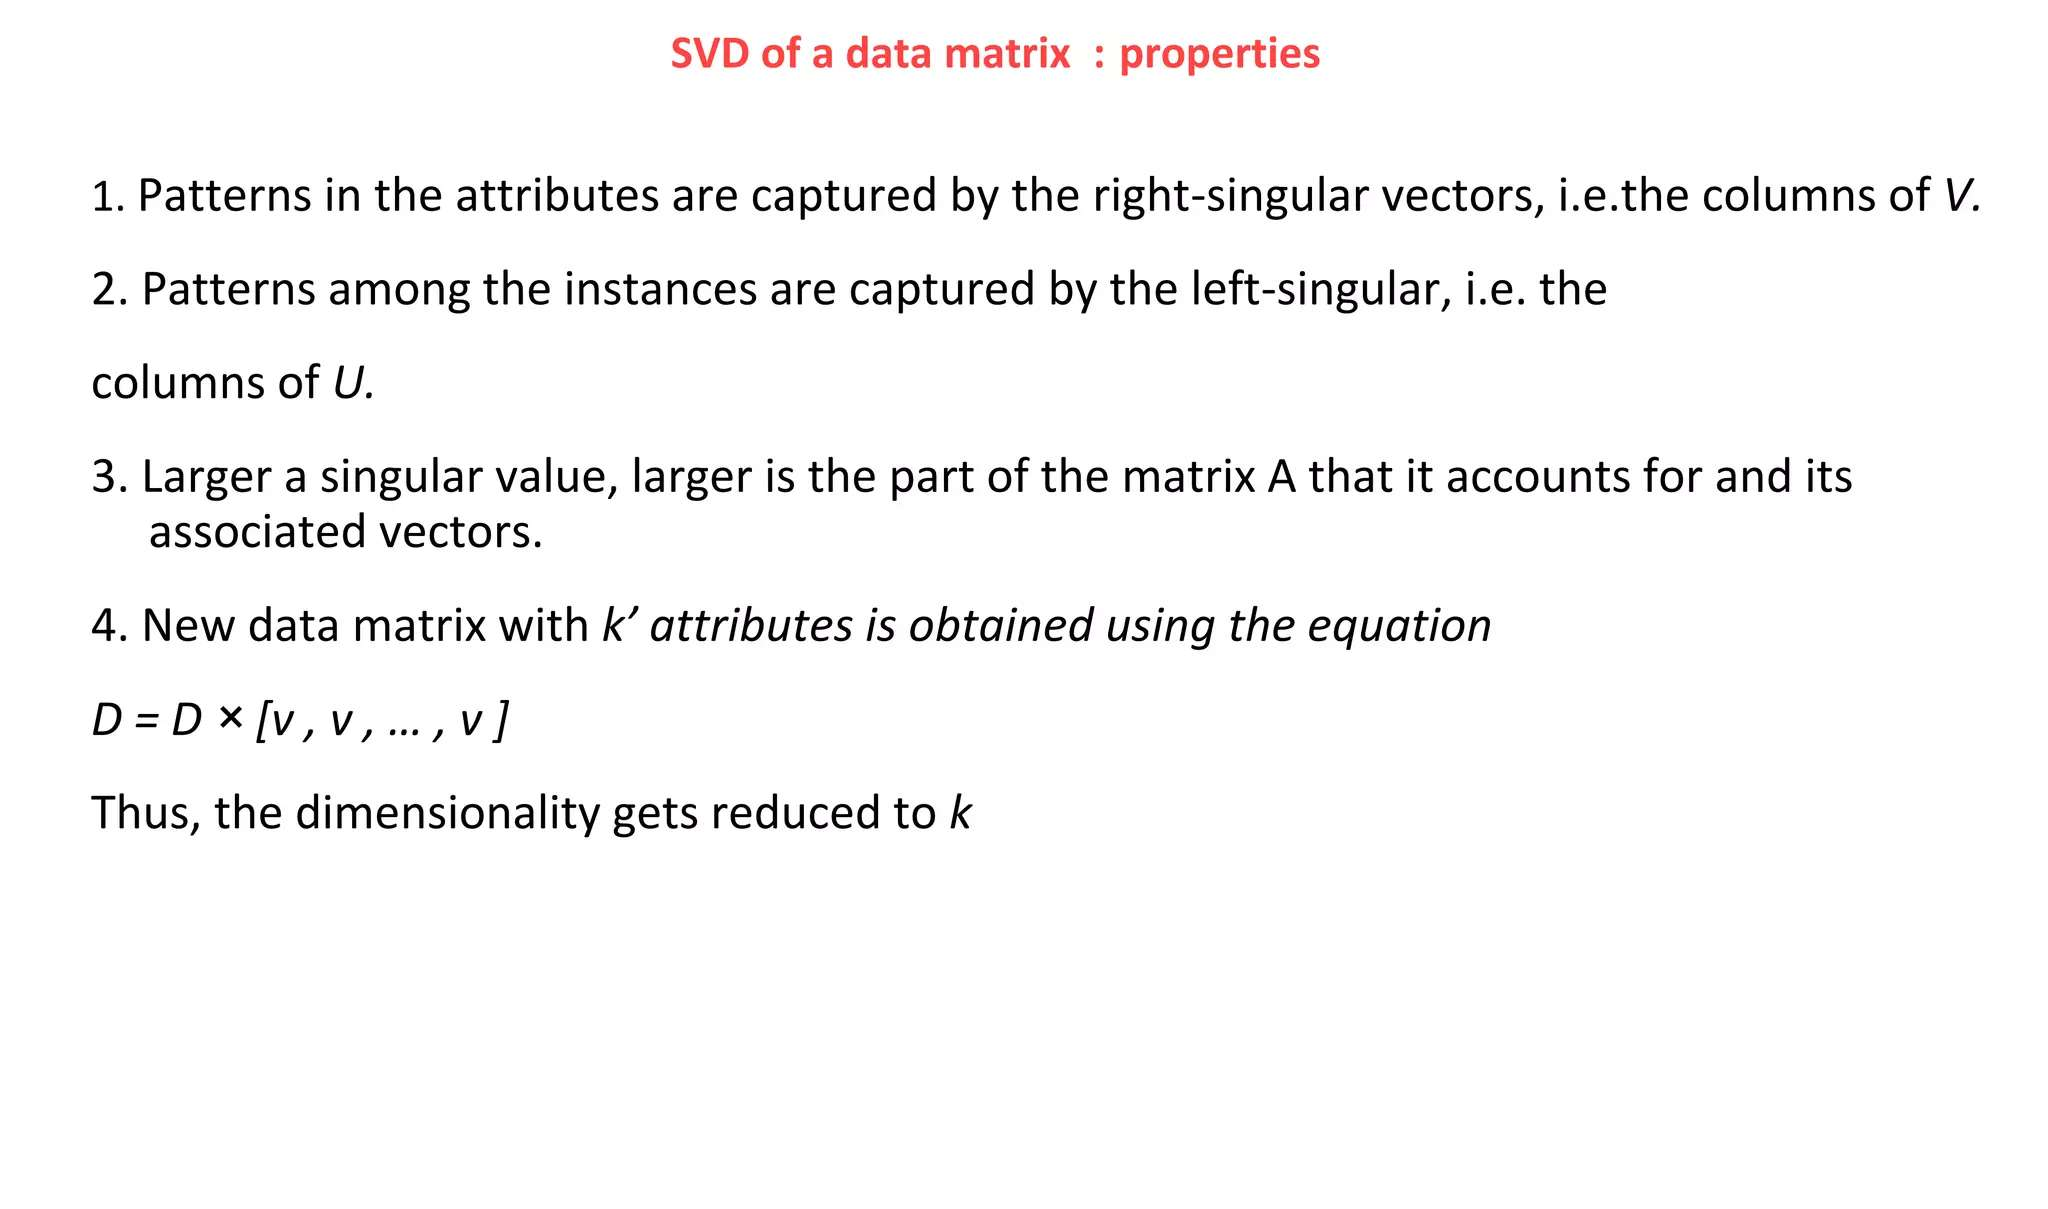 SVD of a data matrix : properties
1. Patterns in the attributes are captured by the right-singular vectors, i.e.the columns of V.
2. Patterns among the instances are captured by the left-singular, i.e. the
columns of U.
3. Larger a singular value, larger is the part of the matrix A that it accounts for and its
associated vectors.
4. New data matrix with k’ attributes is obtained using the equation
D = D × [v , v , … , v ]
Thus, the dimensionality gets reduced to k